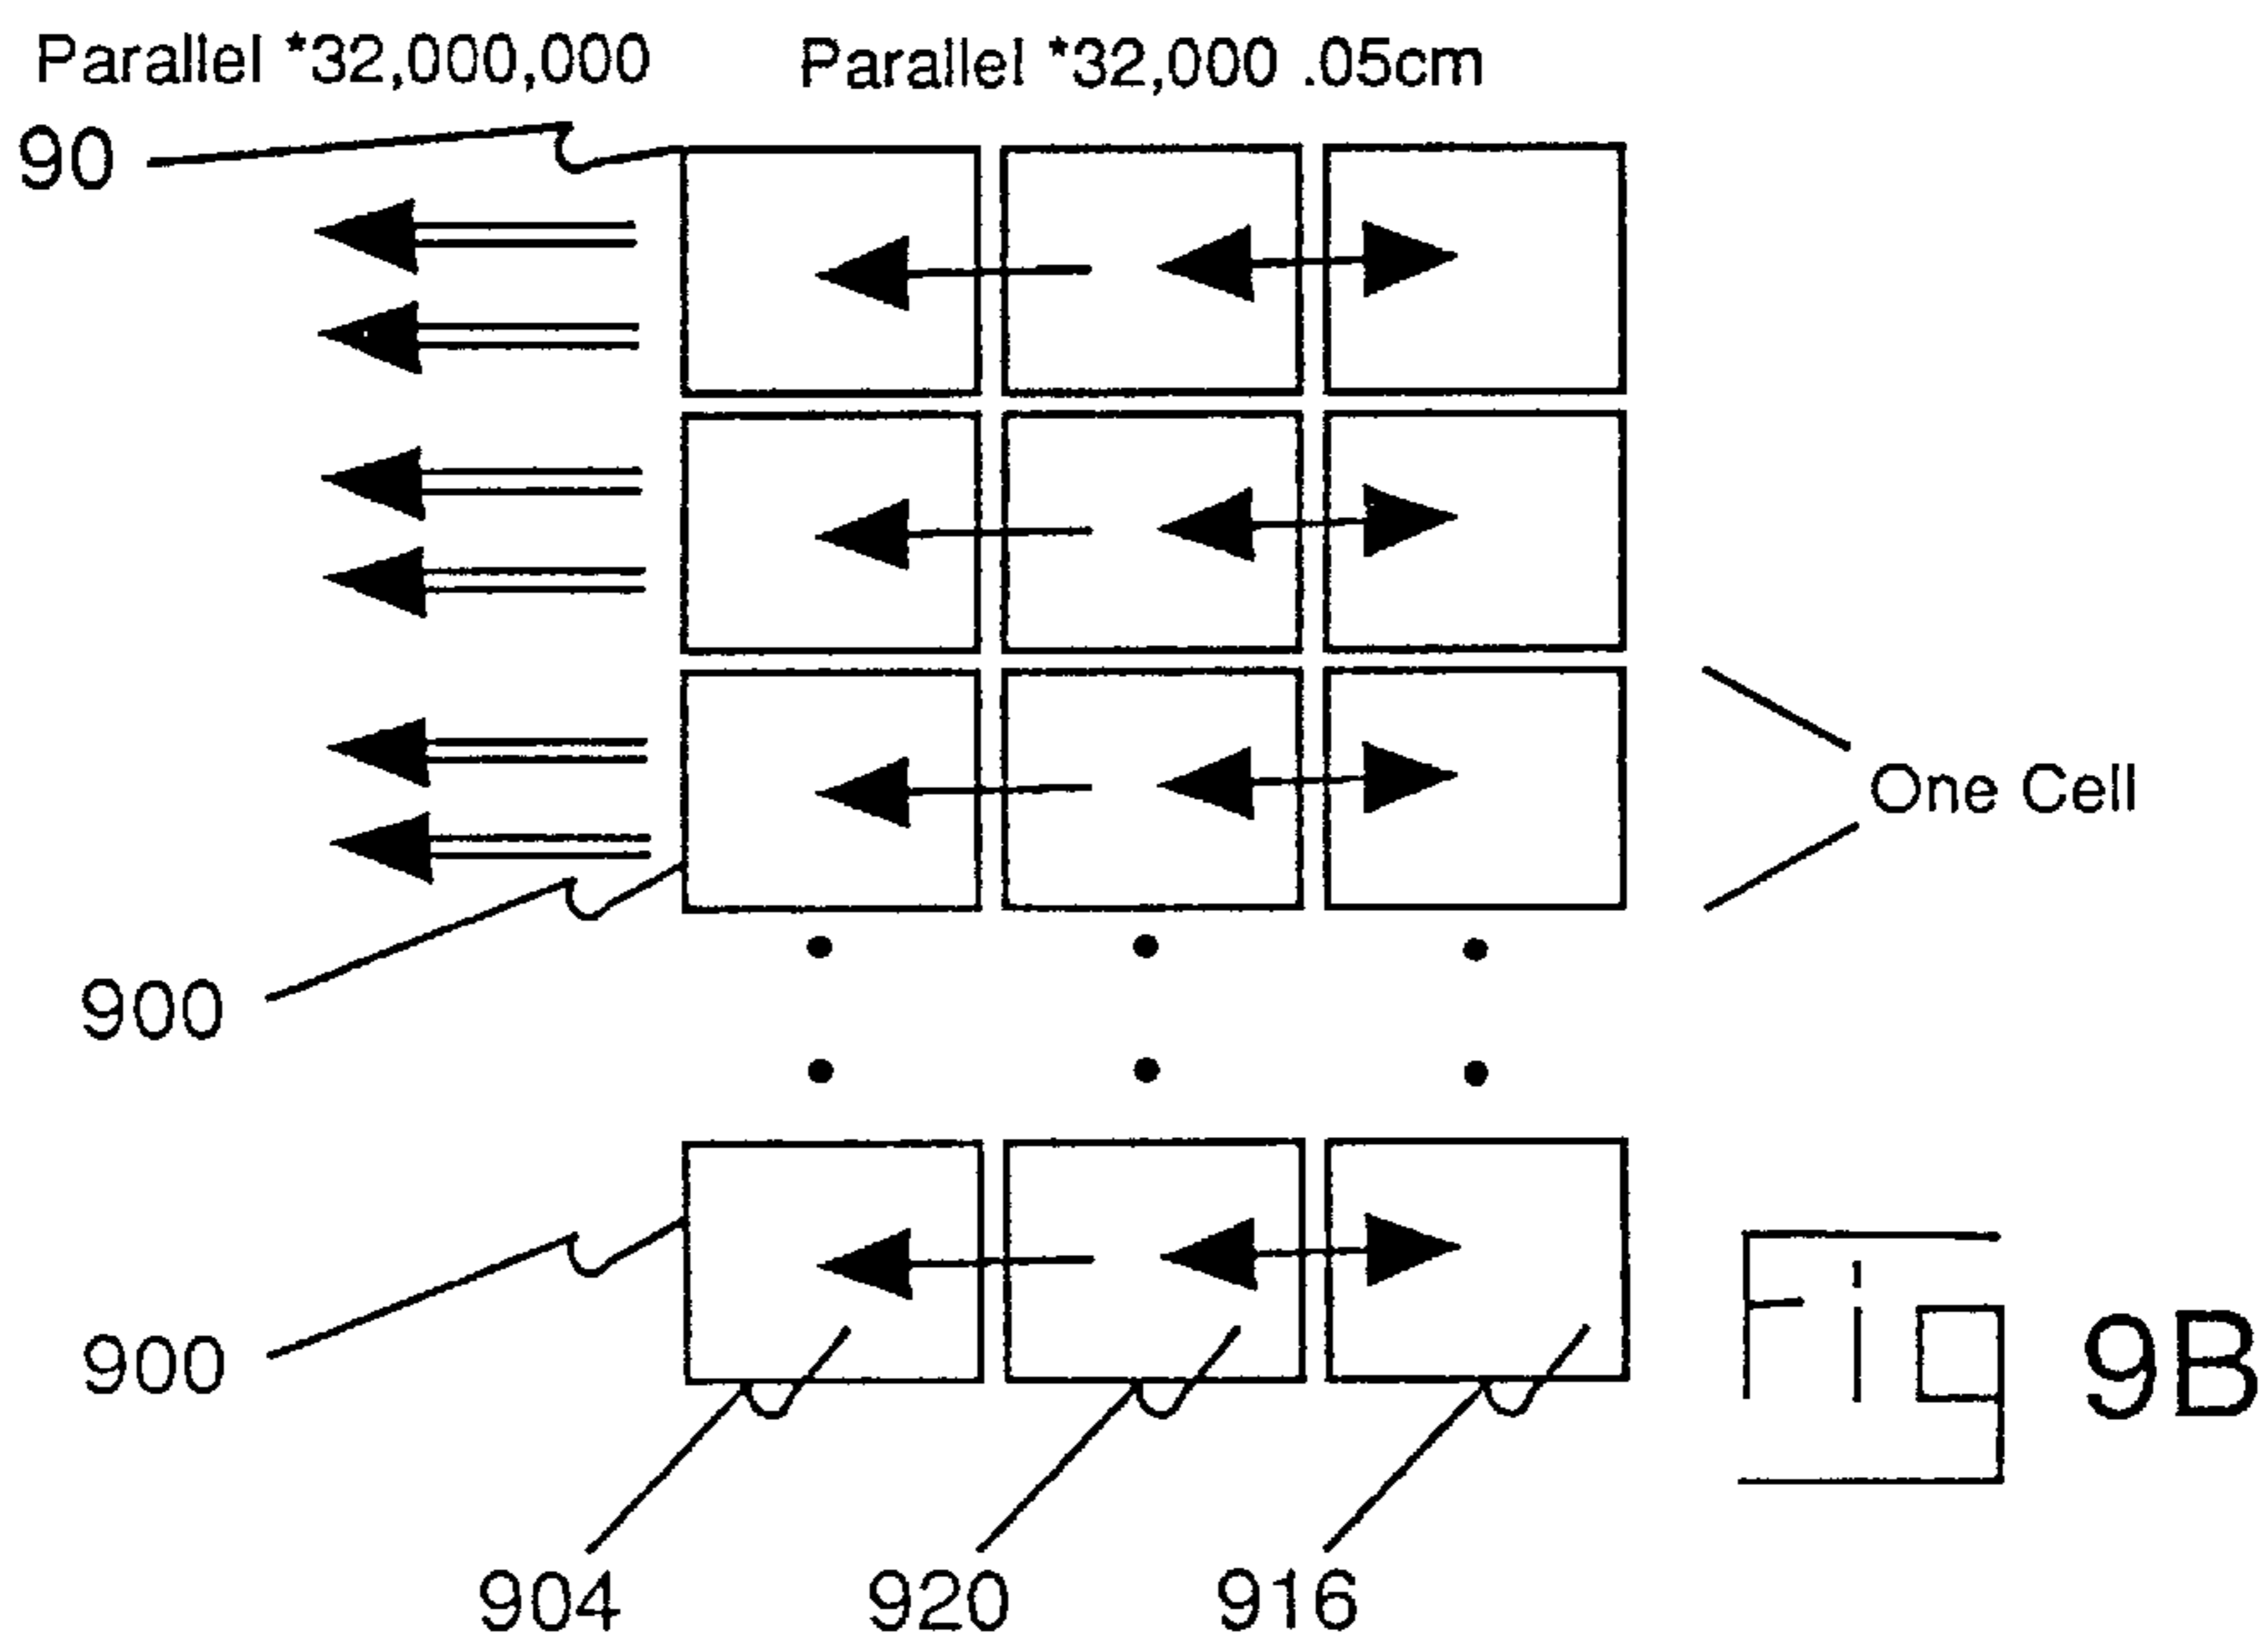 Parallel *32,000,000 Parallel *32,000 .05cm
90
One Cell
900
900
Fig 9B
904 920 916